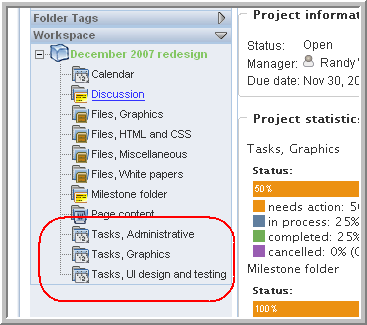 Folder Tags
Workspace
December 2007 redesign
Calendar
Discussion
Files, Graphics
Files, HTML and CSS
Files, Miscellaneous
Files, White papers
Milestone folder
Page content
Tasks, Administrative
Tasks, Graphics
Tasks, UI design and testing
Project informat
Status: Open
Manager: Randy
Due date: Nov 30, 20
Project statistic
Tasks, Graphics
Status:
50%
needs action: 50
in process: 25%
completed: 25%
cancelled: 0% (0
Milestone folder
Status:
100%